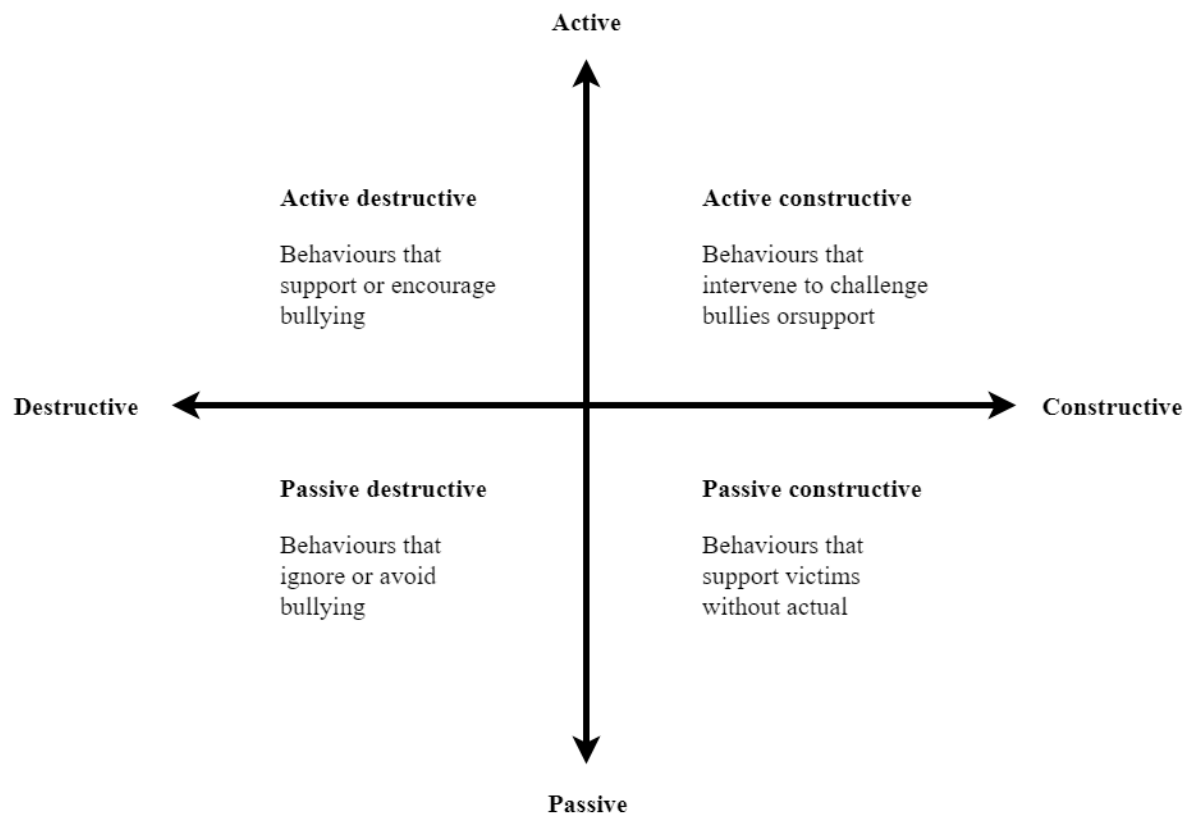 Active
Active destructive
Behaviours that
support or encourage
bullying
Active constructive
Behaviours that
intervene to challenge
bullies orsupport
Destructive
Constructive
Passive destructive
Behaviours that
ignore or avoid
bullying
Passive constructive
Behaviours that
support victims
without actual
Passive